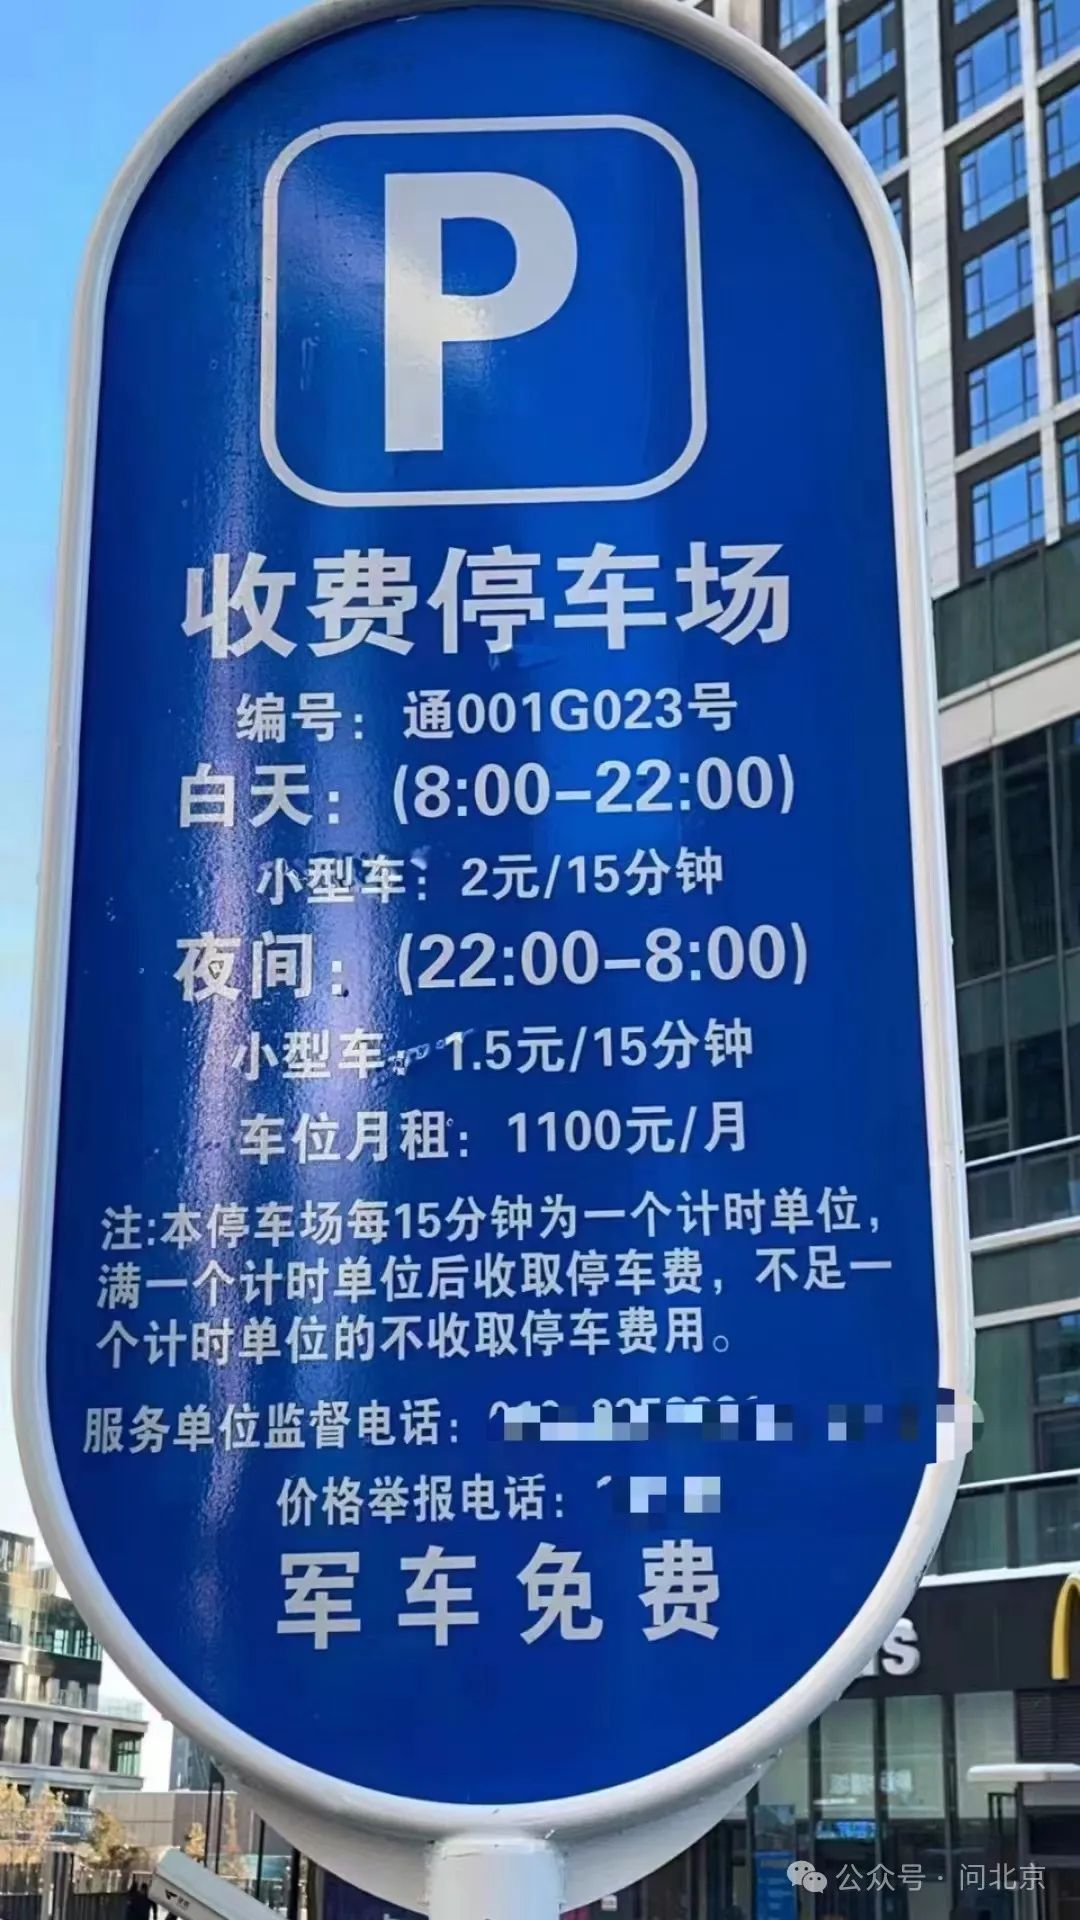 P
收费停车场
编号：通001G023号
白天：(8:00-22:00)
小型车：2元/15分钟
夜间：(22:00-8:00)
小型车：1.5元/15分钟
车位月租：1100元/月
注:本停车场每15分钟为一个计时单位，
满一个计时单位后收取停车费，不足一
个计时单位的不收取停车费用。
服务单位监督电话：
价格举报电话：
军车免费
公众号·问北京